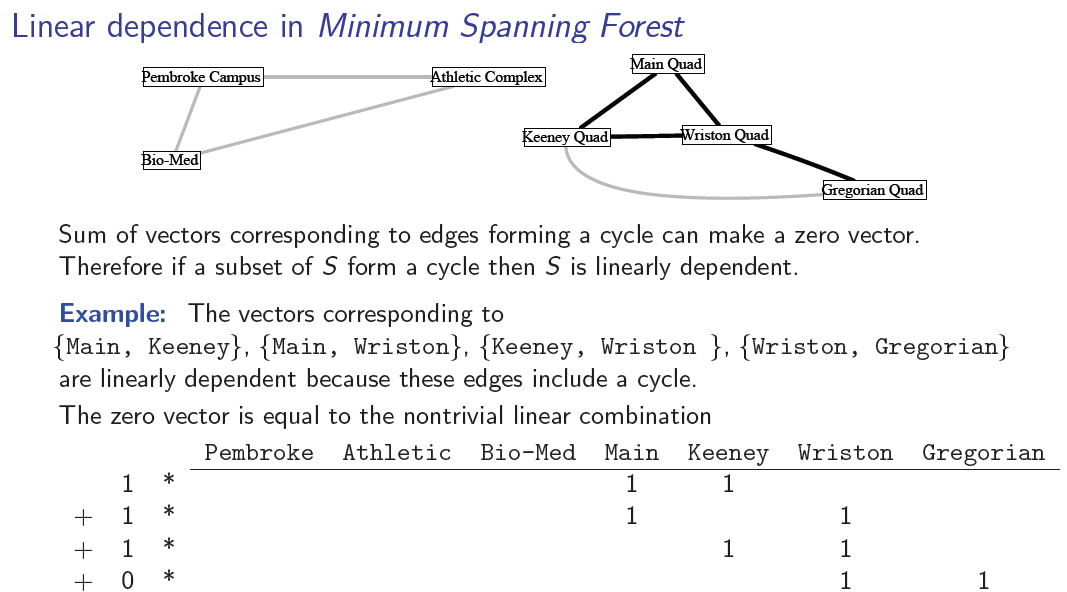 Linear dependence in Minimum Spanning Forest
Pembroke Campus
Athletic Complex
Bio-Med
Main Quad
Keeney Quad
Wriston Quad
Gregorian Quad
Sum of vectors corresponding to edges forming a cycle can make a zero vector.
Therefore if a subset of S form a cycle then S is linearly dependent.
Example: The vectors corresponding to
{Main, Keeney}, {Main, Wriston}, {Keeney, Wriston }, {Wriston, Gregorian}
are linearly dependent because these edges include a cycle.
The zero vector is equal to the nontrivial linear combination
Pembroke Athletic Bio-Med Main Keeney Wriston Gregorian
1 * 1 1
+ 1 * 1 1
+ 1 * 1 1
+ 0 * 1 1